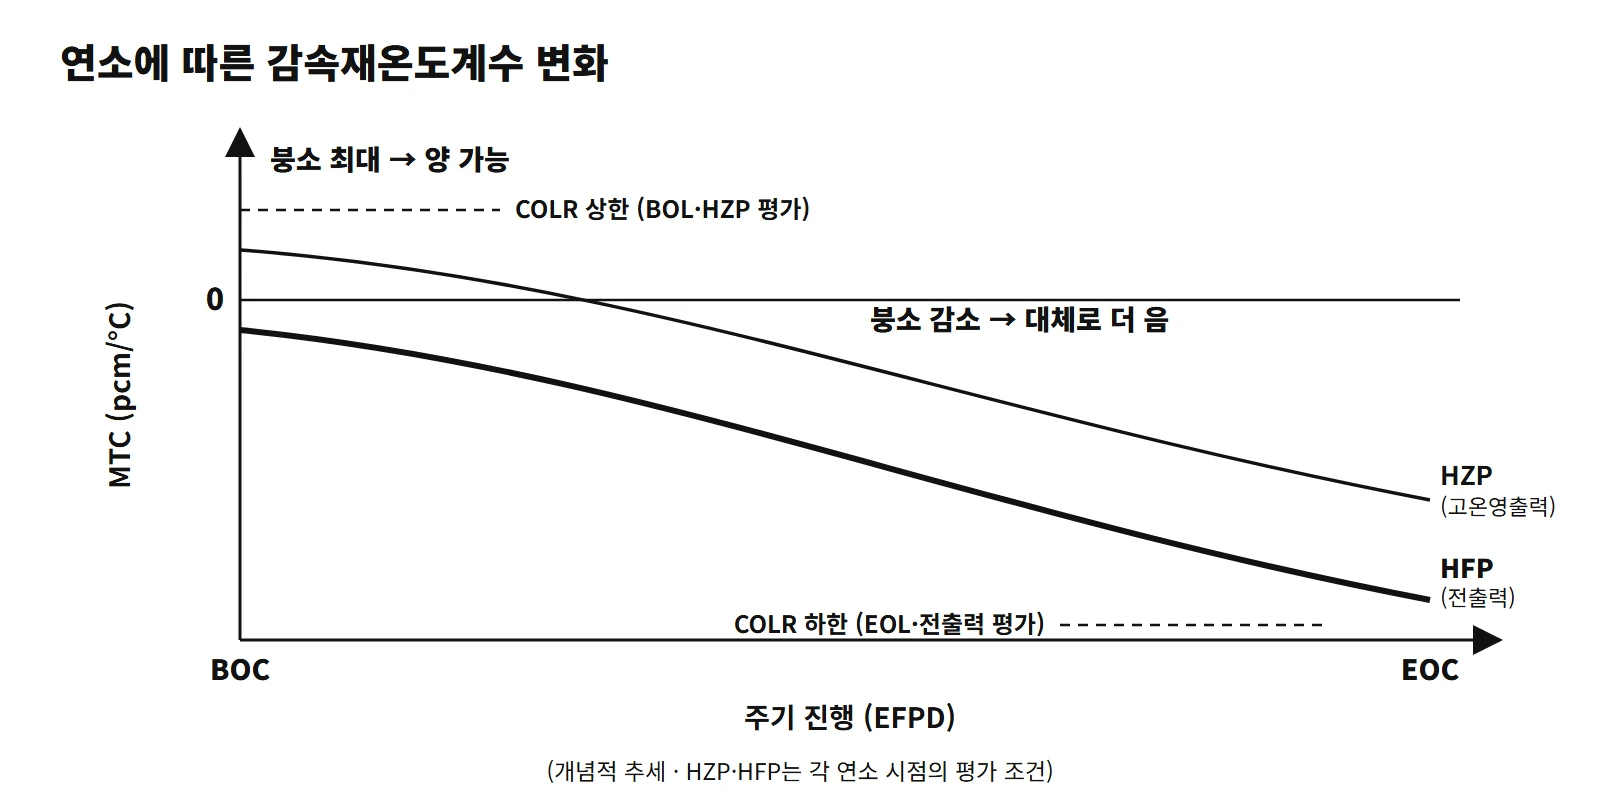 연소에 따른 감속재온도계수 변화
붕소 최대 → 양 가능
COLR 상한 (BOL·HZP 평가)
0
붕소 감소 → 대체로 더 음
MTC (pcm/°C)
HZP
(고온영출력)
HFP
(전출력)
COLR 하한 (EOL·전출력 평가)
BOC
EOC
주기 진행 (EFPD)
(개념적 추세 · HZP·HFP는 각 연소 시점의 평가 조건)